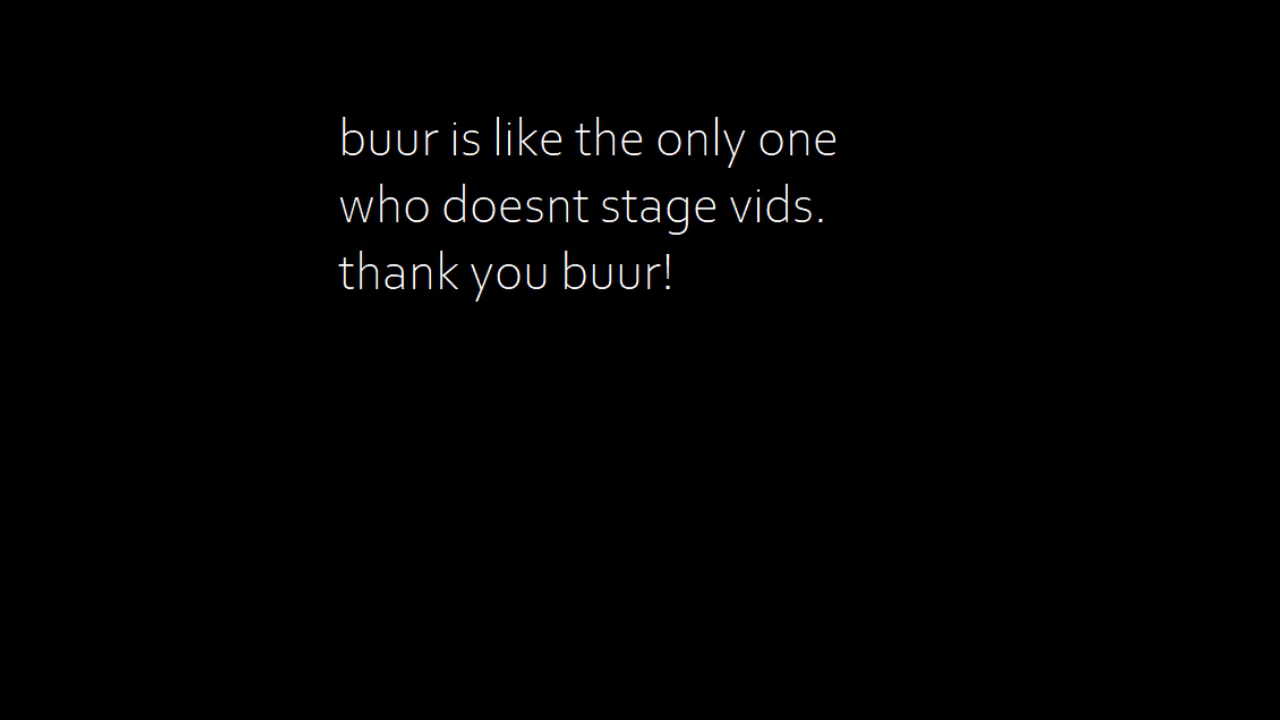 buur is like the only one
who doesnt stage vids.
thank you buur!